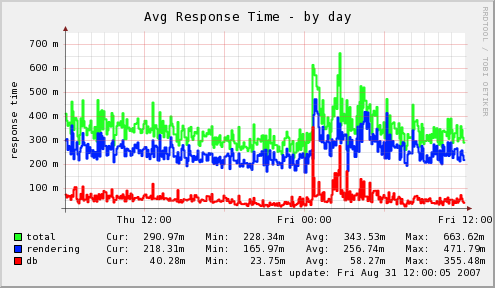 Avg Response Time - by day
RRDTOOL / TOBI OETIKER
response time
700 m
600 m
500 m
400 m
300 m
200 m
100 m
Thu 12:00 Fri 00:00 Fri 12:00
total Cur: 290.97m Min: 228.34m Avg: 343.53m Max: 663.62m
rendering Cur: 218.31m Min: 165.97m Avg: 256.74m Max: 471.79m
db Cur: 40.28m Min: 23.75m Avg: 58.27m Max: 355.48m
Last update: Fri Aug 31 12:00:05 2007